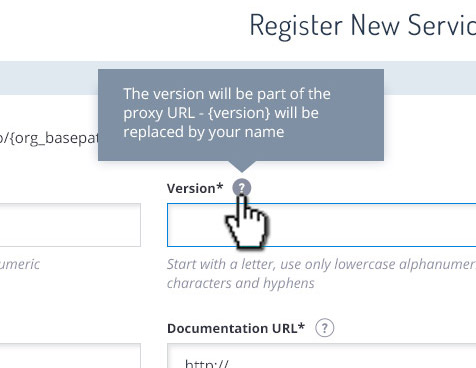 Register New Servic
The version will be part of the
proxy URL - {version} will be
replaced by your name
/{org_basepat
Version* ?
umeric
Start with a letter, use only lowercase alphanumer
characters and hyphens
Documentation URL* ?
http://